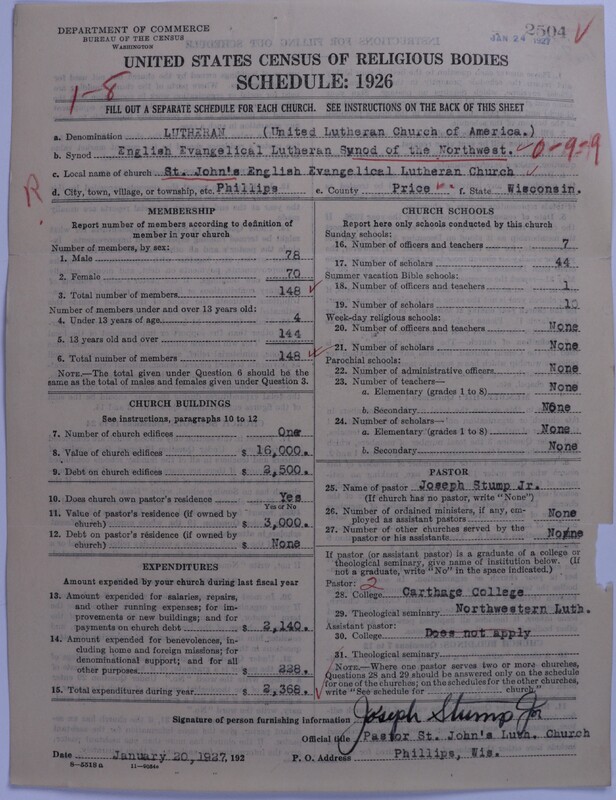 DEPARTMENT OF COMMERCE
BUREAU OF THE CENSUS
WASHINGTON
2504
JAN 24 1927
UNITED STATES CENSUS OF RELIGIOUS BODIES
SCHEDULE: 1926
1-8
FILL OUT A SEPARATE SCHEDULE FOR EACH CHURCH. SEE INSTRUCTIONS ON THE BACK OF THIS SHEET
a. Denomination LUTHERAN (United Lutheran Church of America.)
b. Synod English Evangelical Lutheran Synod of the Northwest. 0-9=9
c. Local name of church St. John's English Evangelical Lutheran Church
R
d. City, town, village, or township, etc. Phillips e. County Price f. State Wisconsin.
MEMBERSHIP
Report number of members according to definition of member in your church
Number of members, by sex:
1. Male 78
2. Female 70
3. Total number of members 148
Number of members under and over 13 years old:
4. Under 13 years of age 4
5. 13 years old and over 144
6. Total number of members 148
NOTE.—The total given under Question 6 should be
same as the total of males and females given under Question 3.
CHURCH BUILDINGS
See instructions, paragraphs 10 to 12
7. Number of church edifices One
8. Value of church edifices $ 16,000.
9. Debt on church edifices $ 2,500.
10. Does church own pastor's residence Yes
Yes or No
11. Value of pastor's residence (if owned by
church) $ 3,000.
12. Debt on pastor's residence (if owned by
church) $ None
EXPENDITURES
Amount expended by your church during last fiscal year
13. Amount expended for salaries, repairs,
and other running expenses; for im-
provements or new buildings; and for
payments on church debt $ 2,140.
14. Amount expended for benevolences, in-
cluding home and foreign missions; for
denominational support; and for all
other purposes $ 228.
15. Total expenditures during year $ 2,368.
CHURCH SCHOOLS
Report here only schools conducted by this church
Sunday schools:
16. Number of officers and teachers 7
17. Number of scholars 44
Summer vacation Bible schools:
18. Number of officers and teachers 1
19. Number of scholars 10
Week-day religious schools:
20. Number of officers and teachers None
21. Number of scholars None
Parochial schools:
22. Number of administrative officers None
23. Number of teachers—
a. Elementary (grades 1 to 8) None
b. Secondary None
24. Number of scholars—
a. Elementary (grades 1 to 8) None
b. Secondary None
PASTOR
25. Name of pastor Joseph Stump Jr.
(If church has no pastor, write "None")
26. Number of ordained ministers, if any, em-
ployed as assistant pastors None
27. Number of other churches served by the
pastor or his assistants None
If pastor (or assistant pastor) is a graduate of a college or
theological seminary, give name of institution below. (If
not a graduate, write "No" in the space indicated.)
Pastor: 2
28. College Carthage College
29. Theological seminary Northwestern Luth.
Assistant pastor:
30. College Does not apply
31. Theological seminary
NOTE.—Where one pastor serves two or more churches,
Questions 28 and 29 should be answered only on the schedule
for one of the churches; on the schedules for the other churches,
write "See schedule for church."
Signature of person furnishing information Joseph Stump Jr
Official title Pastor St. John's Luth. Church
Date January 20, 1927, 192 P. O. Address Phillips, Wis.